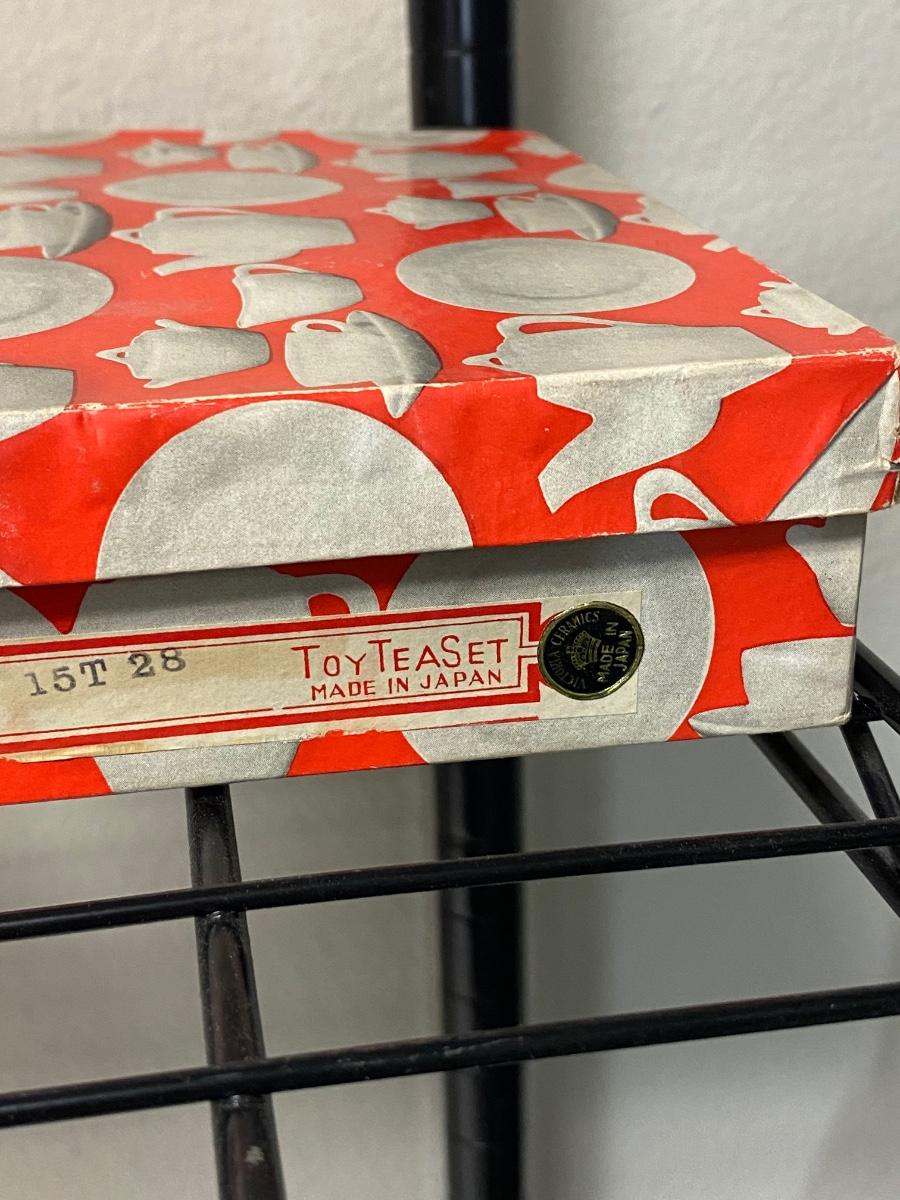 15T 28
TOY TEA SET
MADE IN JAPAN
VICTORIA CERAMICS
MADE IN
JAPAN